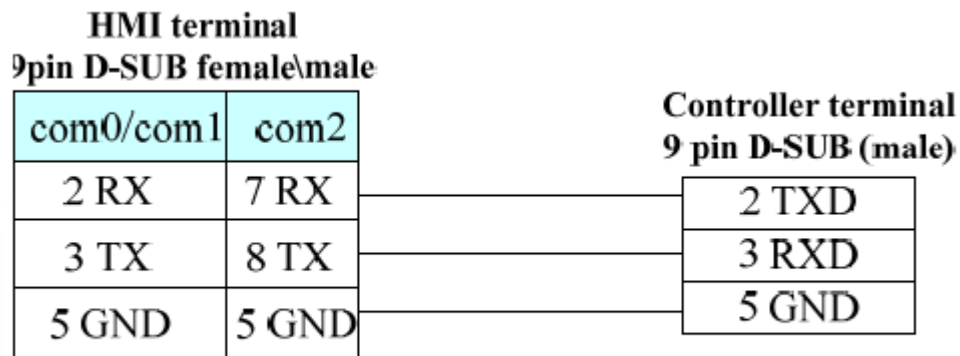 HMI terminal
9pin D-SUB female\male
com0/com1 com2
2 RX 7 RX
3 TX 8 TX
5 GND 5 GND
Controller terminal
9 pin D-SUB (male)
2 TXD
3 RXD
5 GND